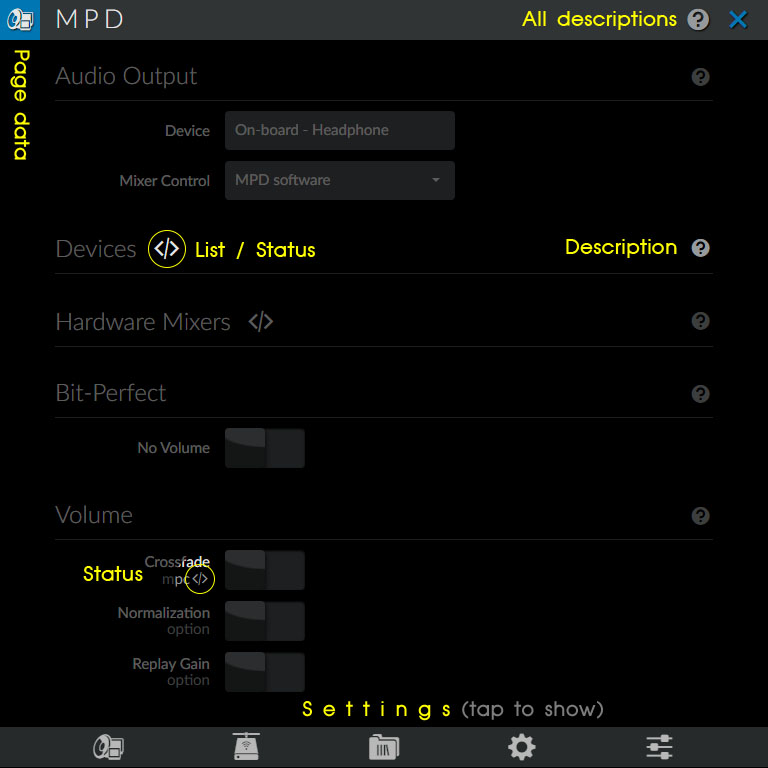 MPD All descriptions ?
Page data
Audio Output ?
Device On-board - Headphone
Mixer Control MPD software
Devices </> List / Status Description ?
Hardware Mixers </> ?
Bit-Perfect ?
No Volume
Volume ?
Crossfade
Status mpc </>
Normalization
option
Replay Gain
option
Settings (tap to show)